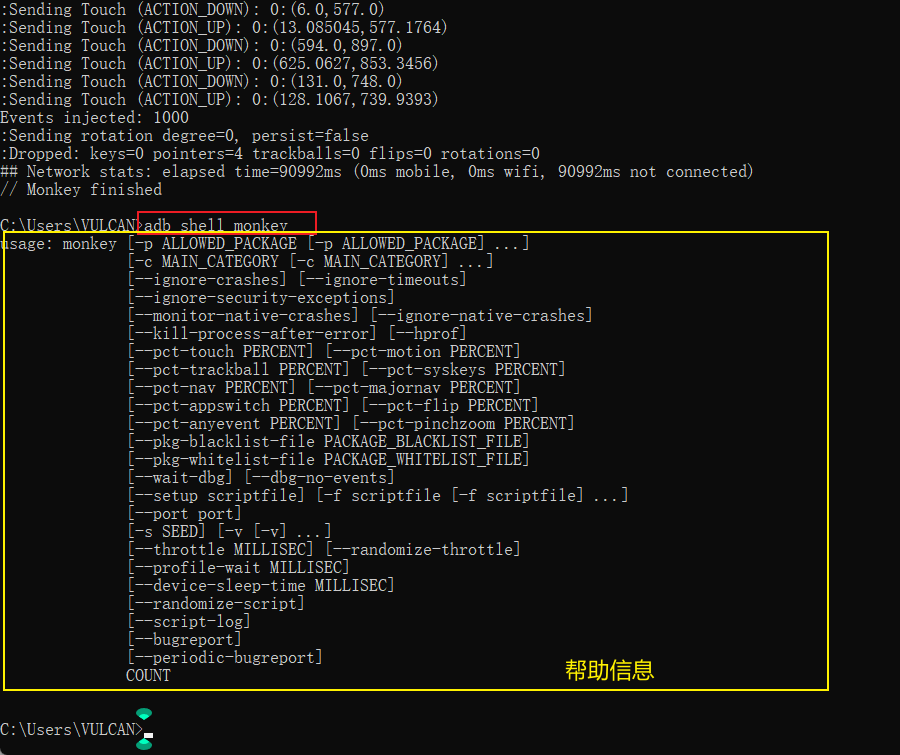 :Sending Touch (ACTION_DOWN): 0:(6.0,577.0)
:Sending Touch (ACTION_UP): 0:(13.085045,577.1764)
:Sending Touch (ACTION_DOWN): 0:(594.0,897.0)
:Sending Touch (ACTION_UP): 0:(625.0627,853.3456)
:Sending Touch (ACTION_DOWN): 0:(131.0,748.0)
:Sending Touch (ACTION_UP): 0:(128.1067,739.9393)
Events injected: 1000
:Sending rotation degree=0, persist=false
:Dropped: keys=0 pointers=4 trackballs=0 flips=0 rotations=0
## Network stats: elapsed time=90992ms (0ms mobile, 0ms wifi, 90992ms not connected)
// Monkey finished
C:\Users\VULCAN>adb shell monkey
usage: monkey [-p ALLOWED_PACKAGE [-p ALLOWED_PACKAGE] ...]
[-c MAIN_CATEGORY [-c MAIN_CATEGORY] ...]
[--ignore-crashes] [--ignore-timeouts]
[--ignore-security-exceptions]
[--monitor-native-crashes] [--ignore-native-crashes]
[--kill-process-after-error] [--hprof]
[--pct-touch PERCENT] [--pct-motion PERCENT]
[--pct-trackball PERCENT] [--pct-syskeys PERCENT]
[--pct-nav PERCENT] [--pct-majornav PERCENT]
[--pct-appswitch PERCENT] [--pct-flip PERCENT]
[--pct-anyevent PERCENT] [--pct-pinchzoom PERCENT]
[--pkg-blacklist-file PACKAGE_BLACKLIST_FILE]
[--pkg-whitelist-file PACKAGE_WHITELIST_FILE]
[--wait-dbg] [--dbg-no-events]
[--setup scriptfile] [-f scriptfile [-f scriptfile] ...]
[--port port]
[-s SEED] [-v [-v] ...]
[--throttle MILLISEC] [--randomize-throttle]
[--profile-wait MILLISEC]
[--device-sleep-time MILLISEC]
[--randomize-script]
[--script-log]
[--bugreport]
[--periodic-bugreport]
COUNT
帮助信息
C:\Users\VULCAN>